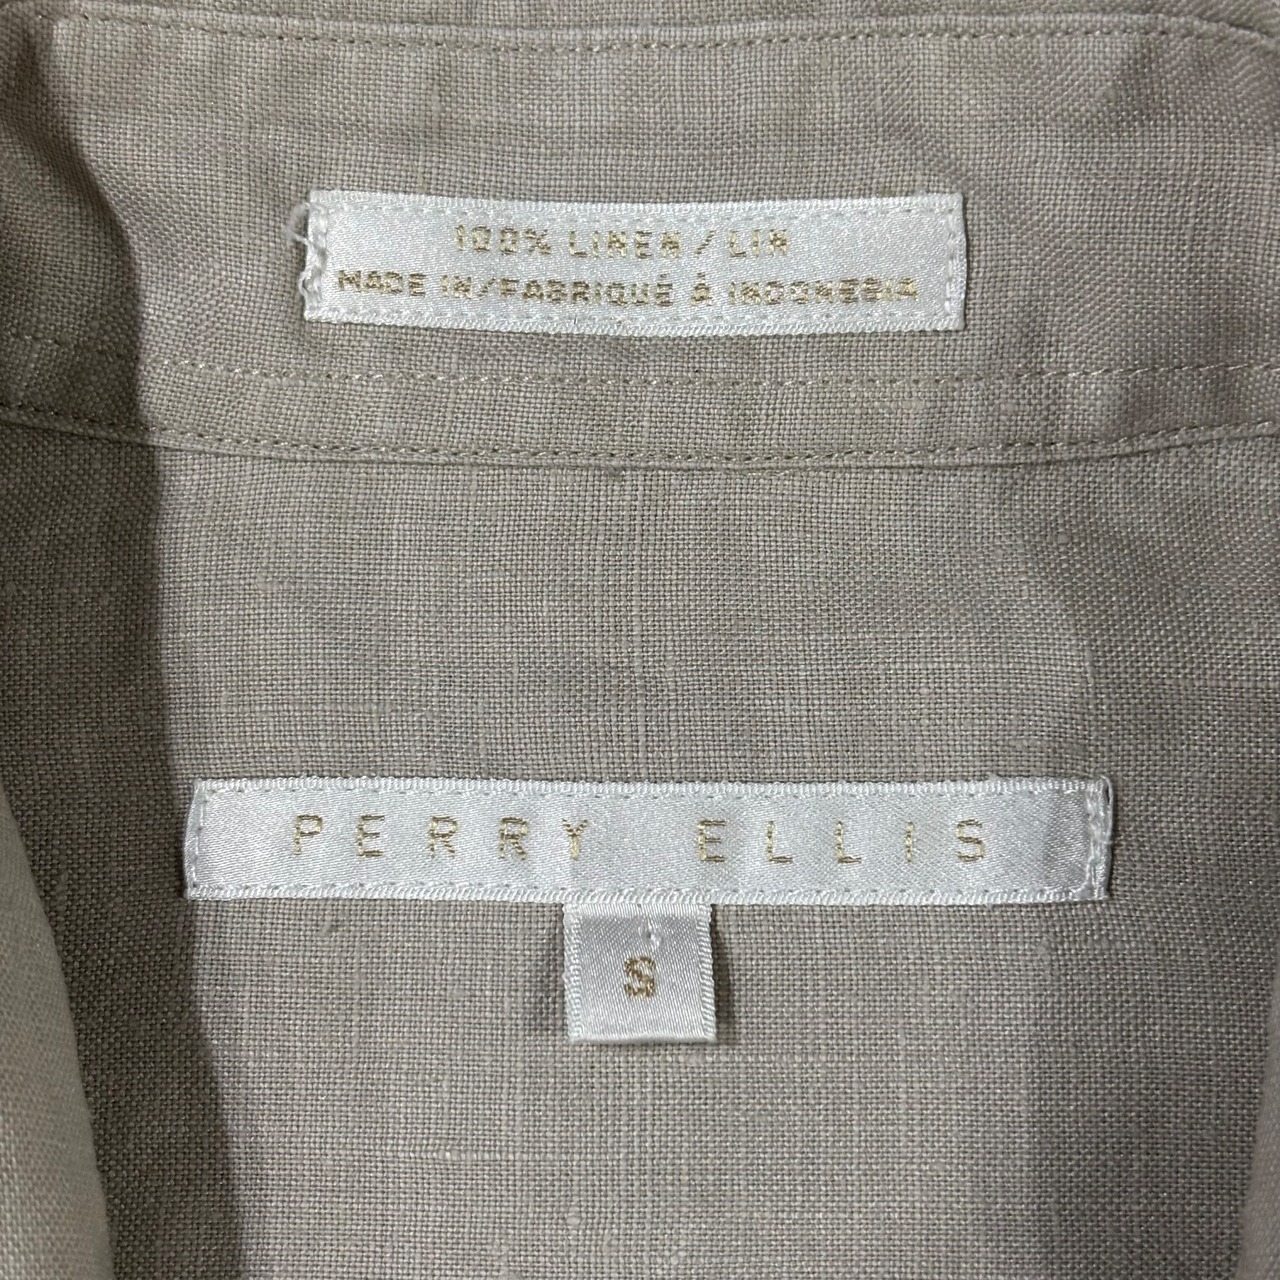 100% LINEN / LIN
MADE IN/FABRIQUÉ À INDONESIA
PERRY ELLIS
S